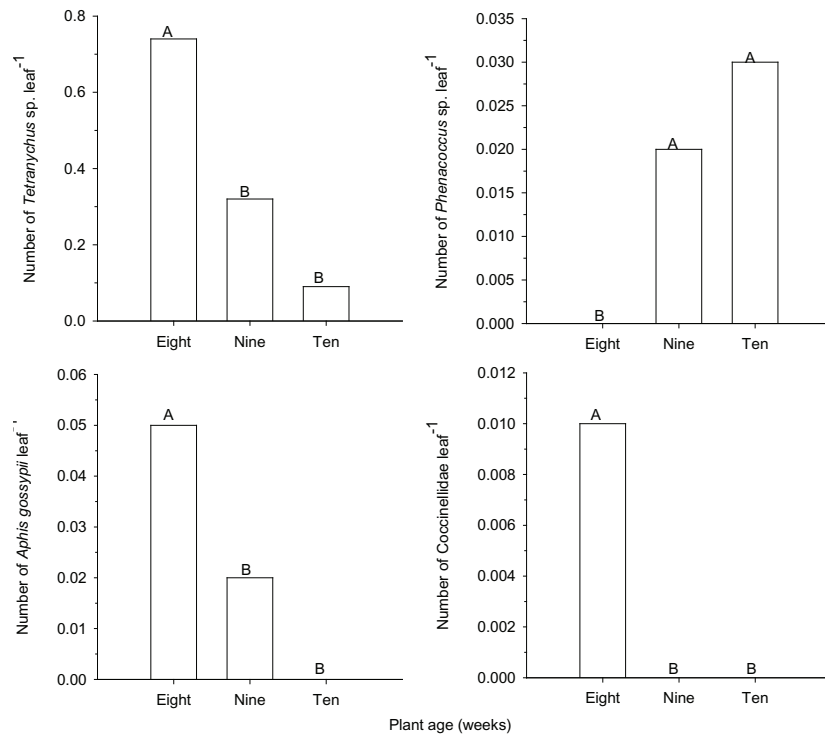 0.8
0.6
0.4
0.2
0.0
Number of Tetranychus sp. leaf-1
A
B
B
Eight Nine Ten
0.035
0.030
0.025
0.020
0.015
0.010
0.005
0.000
Number of Phenacoccus sp. leaf-1
B
A
A
Eight Nine Ten
0.06
0.05
0.04
0.03
0.02
0.01
0.00
Number of Aphis gossypii leaf
A
B
B
Eight Nine Ten
0.012
0.010
0.008
0.006
0.004
0.002
0.000
Number of Coccinellidae leaf-1
A
B
B
Eight Nine Ten
Plant age (weeks)